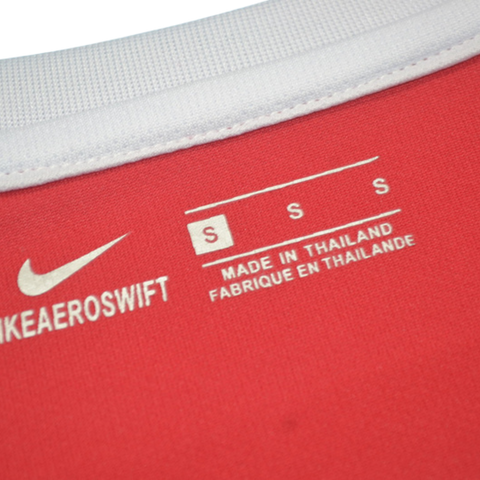 S S S
MADE IN THAILAND
FABRIQUE EN THAILANDE
IKEAEROSWIFT